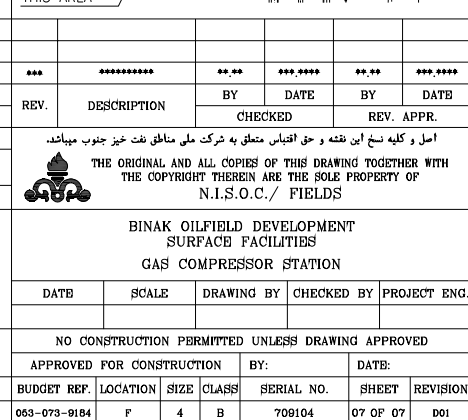 THIS AREA
*** ********** **.** ***.**** **.** ***.****
REV. DESCRIPTION BY DATE BY DATE
CHECKED REV. APPR.
اصل و کلیه نسخ این نقشه و حق اقتباس متعلق به شرکت ملی مناطق نفت خیز جنوب میباشد.
THE ORIGINAL AND ALL COPIES OF THIS DRAWING TOGETHER WITH
THE COPYRIGHT THEREIN ARE THE SOLE PROPERTY OF
N.I.S.O.C./ FIELDS
BINAK OILFIELD DEVELOPMENT
SURFACE FACILITIES
GAS COMPRESSOR STATION
DATE SCALE DRAWING BY CHECKED BY PROJECT ENG.
NO CONSTRUCTION PERMITTED UNLESS DRAWING APPROVED
APPROVED FOR CONSTRUCTION BY: DATE:
BUDGET REF. LOCATION SIZE CLASS SERIAL NO. SHEET REVISION
053-073-9184 F 4 B 709104 07 OF 07 D01